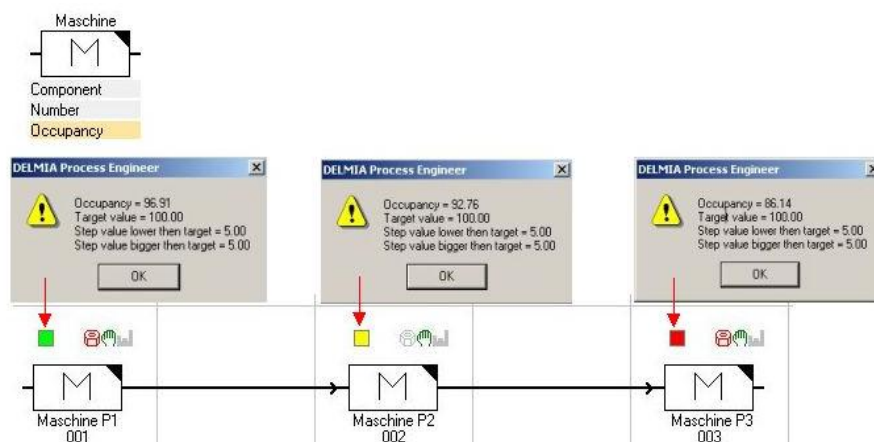 Maschine
M
Component
Number
Occupancy
DELMIA Process Engineer
Occupancy = 96.91
Target value = 100.00
Step value lower then target = 5.00
Step value bigger then target = 5.00
OK
DELMIA Process Engineer
Occupancy = 92.76
Target value = 100.00
Step value lower then target = 5.00
Step value bigger then target = 5.00
OK
DELMIA Process Engineer
Occupancy = 86.14
Target value = 100.00
Step value lower then target = 5.00
Step value bigger then target = 5.00
OK
M
Maschine P1
001
M
Maschine P2
002
M
Maschine P3
003